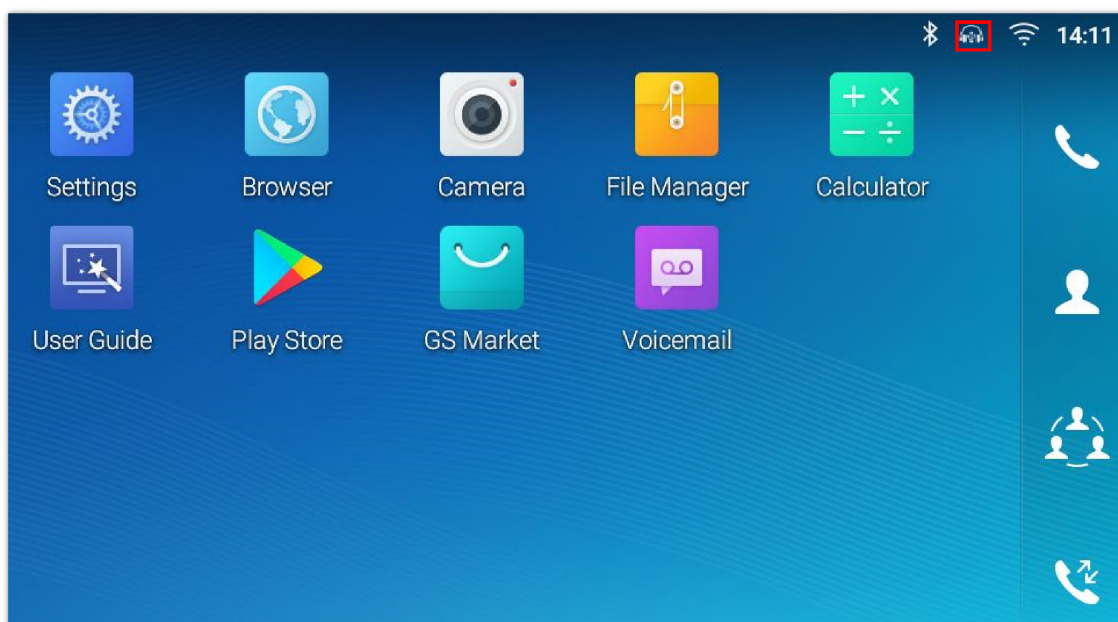 14:11
Settings
Browser
Camera
File Manager
Calculator
User Guide
Play Store
GS Market
Voicemail